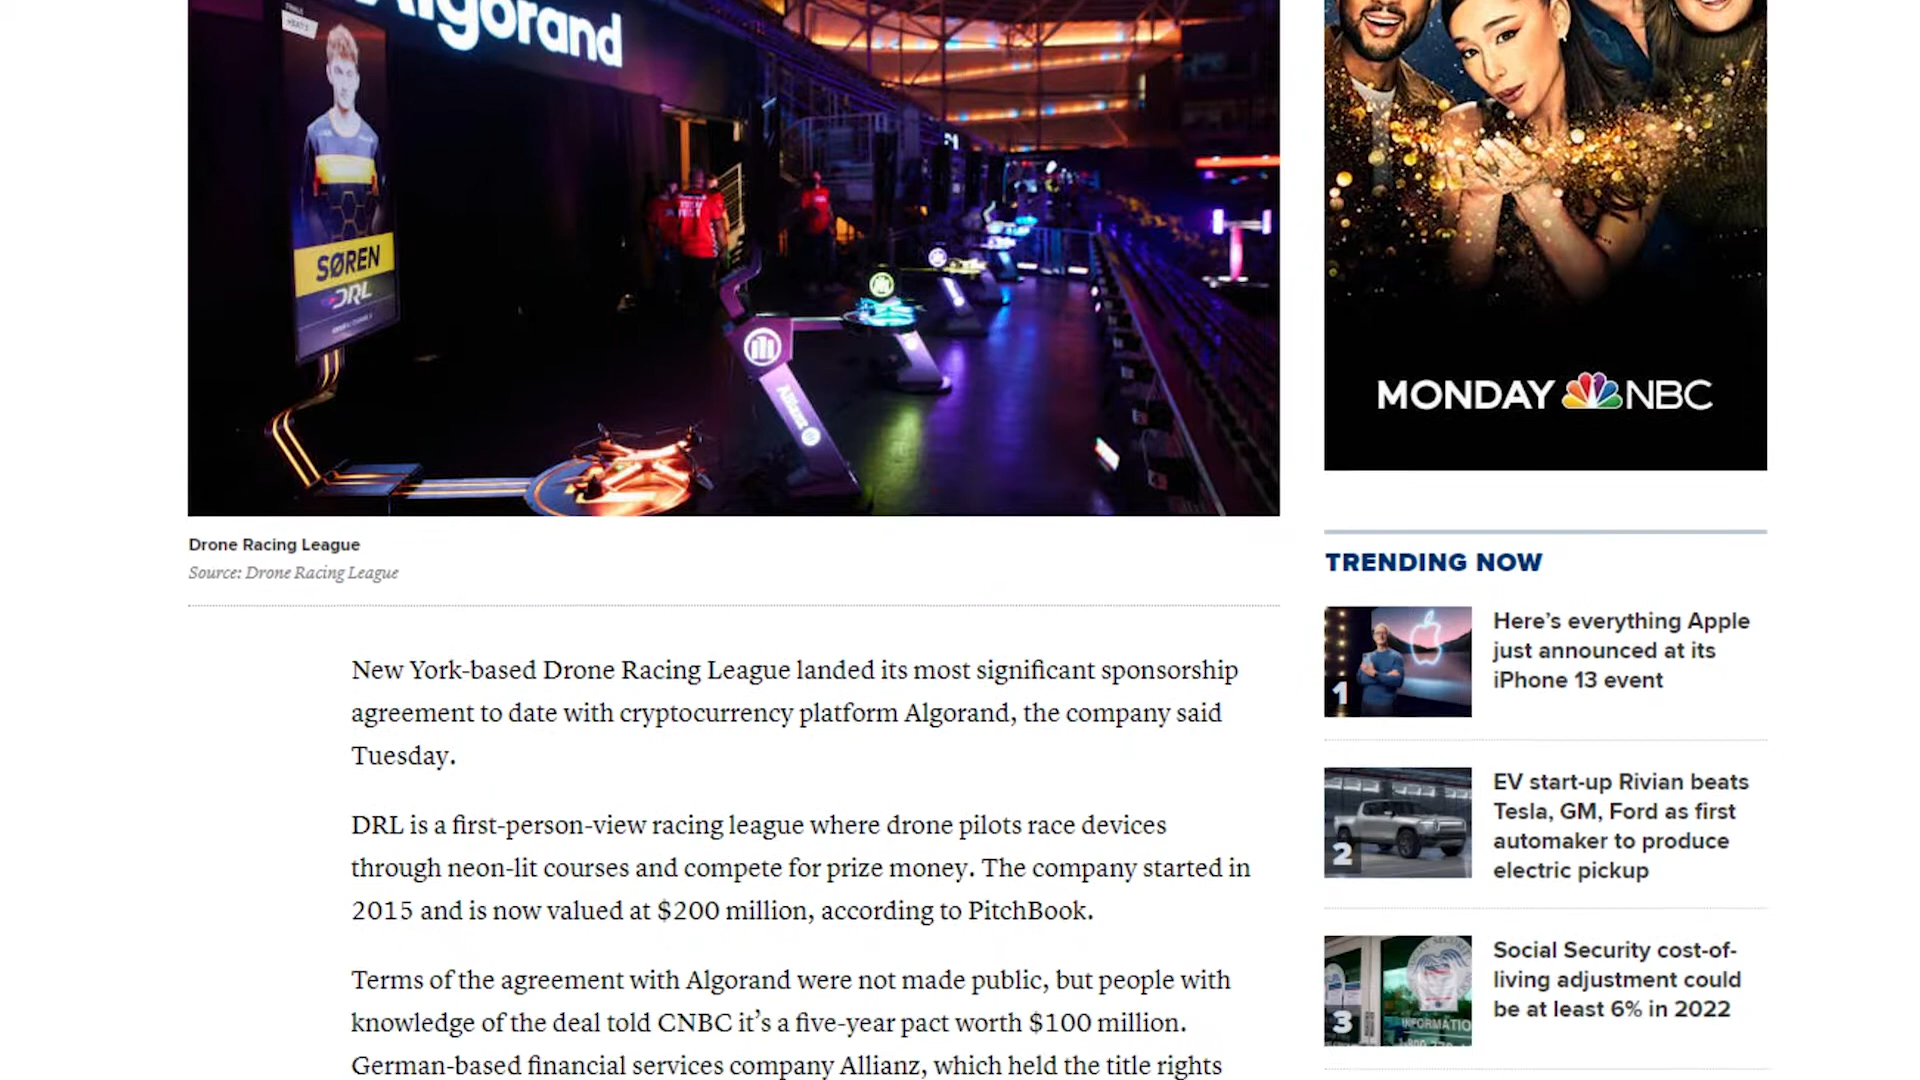 Algorand
SØREN
DRL
Allianz
MONDAY NBC
Drone Racing League
Source: Drone Racing League
New York-based Drone Racing League landed its most significant sponsorship
agreement to date with cryptocurrency platform Algorand, the company said
Tuesday.
DRL is a first-person-view racing league where drone pilots race devices
through neon-lit courses and compete for prize money. The company started in
2015 and is now valued at $200 million, according to PitchBook.
Terms of the agreement with Algorand were not made public, but people with
knowledge of the deal told CNBC it’s a five-year pact worth $100 million.
German-based financial services company Allianz, which held the title rights
TRENDING NOW
1
Here’s everything Apple
just announced at its
iPhone 13 event
2
EV start-up Rivian beats
Tesla, GM, Ford as first
automaker to produce
electric pickup
3
Social Security cost-of-
living adjustment could
be at least 6% in 2022